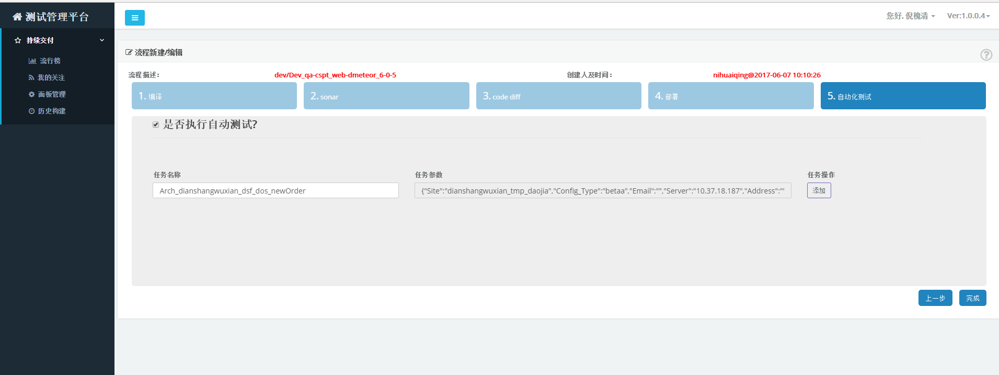 测试管理平台
您好, 倪槐清
Ver:1.0.0.4
持续交付
流行榜
我的关注
面板管理
历史构建
流程新建/编辑
流程描述：
dev/Dev_qa-cspt_web-dmeteor_6-0-5
创建人及时间：
nihuaiqing@2017-06-07 10:10:26
1. 编译
2. sonar
3. code diff
4. 部署
5. 自动化测试
是否执行自动测试?
任务名称
任务参数
任务操作
Arch_dianshangwuxian_dsf_dos_newOrder
{"Site":"dianshangwuxian_tmp_daojia","Config_Type":"betaa","Email":"","Server":"10.37.18.187","Address":""
添加
上一步
完成